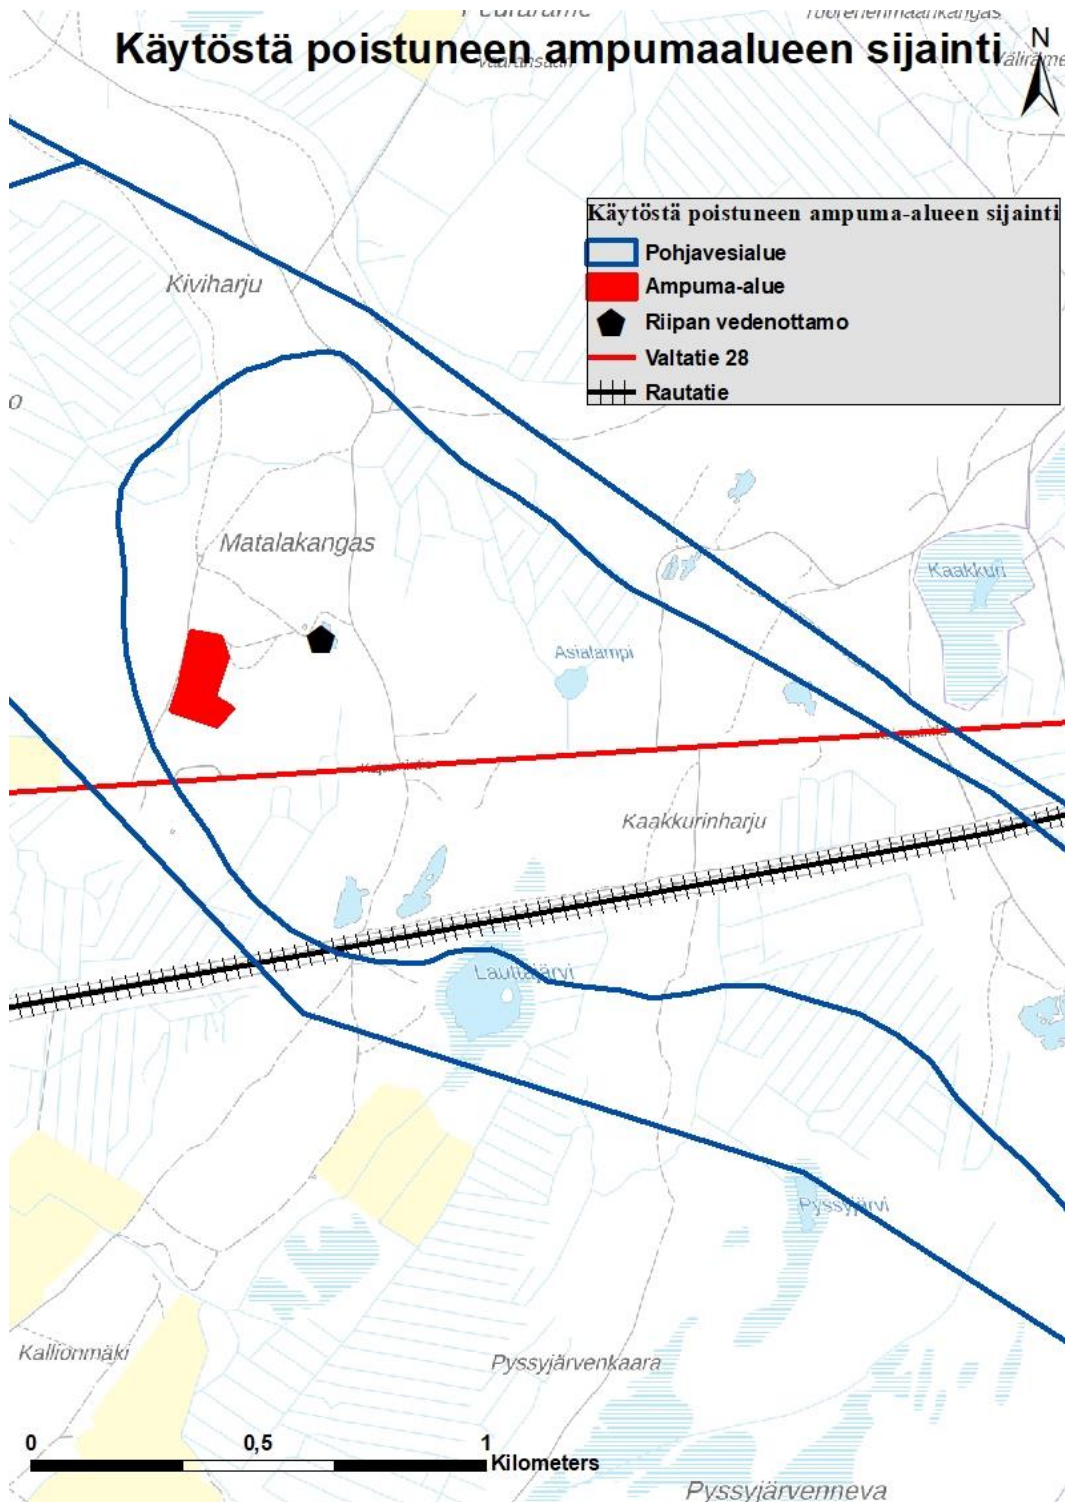 Käytöstä poistuneen ampumaalueen sijainti
N
Käytöstä poistuneen ampuma-alueen sijainti
Pohjavesialue
Ampuma-alue
Riipan vedenottamo
Valtatie 28
Rautatie
Kiviharju
Matalakangas
Kaakkuri
Asialampi
Kaakkurinharju
Lauttajärvi
Pyssyjärvi
Kallionmäki
Pyssyjärvenkaara
0 0,5 1
Kilometers
Pyssyjärvenneva